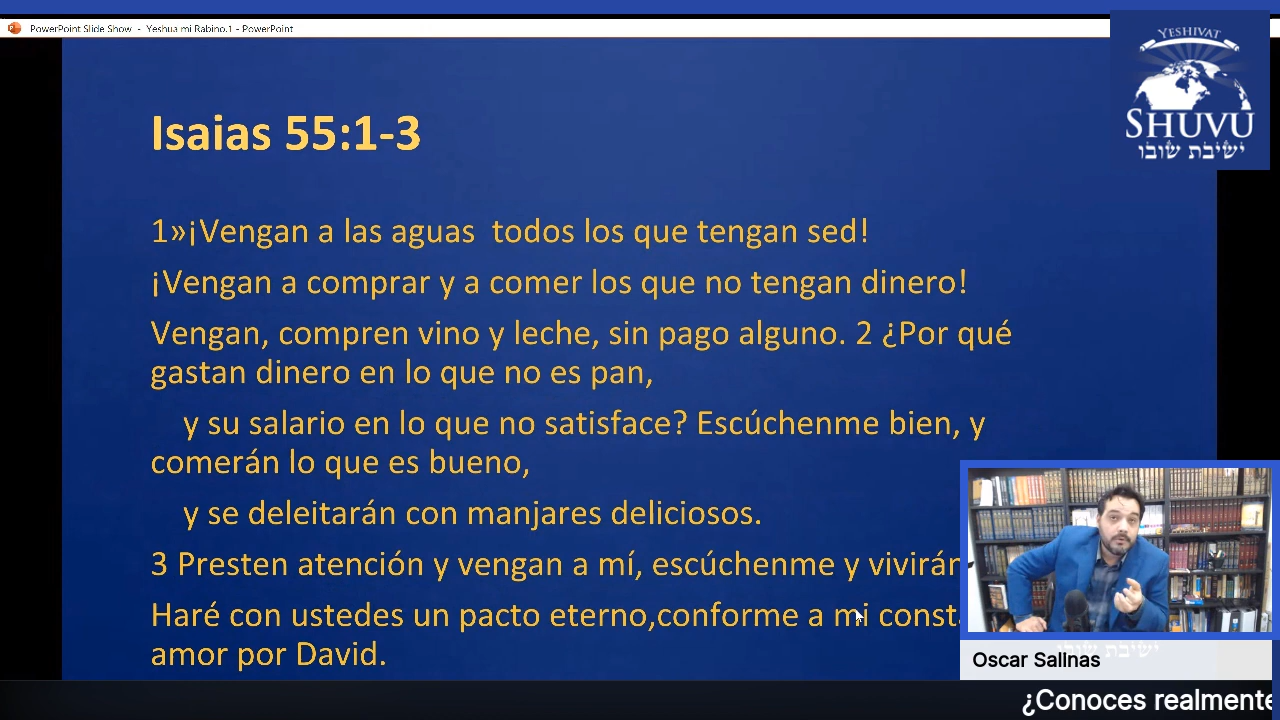 PowerPoint Slide Show - Yeshua mi Rabino.1 - PowerPoint
YESHIVAT
SHUVU
ישיבת שובו
Isaias 55:1-3
1»¡Vengan a las aguas  todos los que tengan sed!
¡Vengan a comprar y a comer los que no tengan dinero!
Vengan, compren vino y leche, sin pago alguno. 2 ¿Por qué
gastan dinero en lo que no es pan,
y su salario en lo que no satisface? Escúchenme bien, y
comerán lo que es bueno,
y se deleitarán con manjares deliciosos.
3 Presten atención y vengan a mí, escúchenme y vivirán
Haré con ustedes un pacto eterno,conforme a mi const
amor por David.
Oscar Salinas
ישיבת שובו
¿Conoces realmente